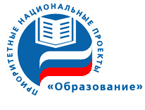 ПРИОРИТЕТНЫЕ НАЦИОНАЛЬНЫЕ ПРОЕКТЫ
«Образование»